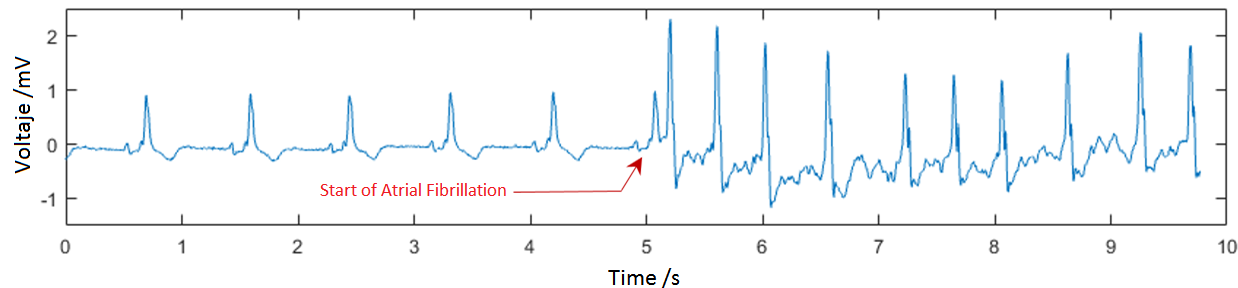 2
1
0
-1
Voltaje /mV
Start of Atrial Fibrillation
0 1 2 3 4 5 6 7 8 9 10
Time /s